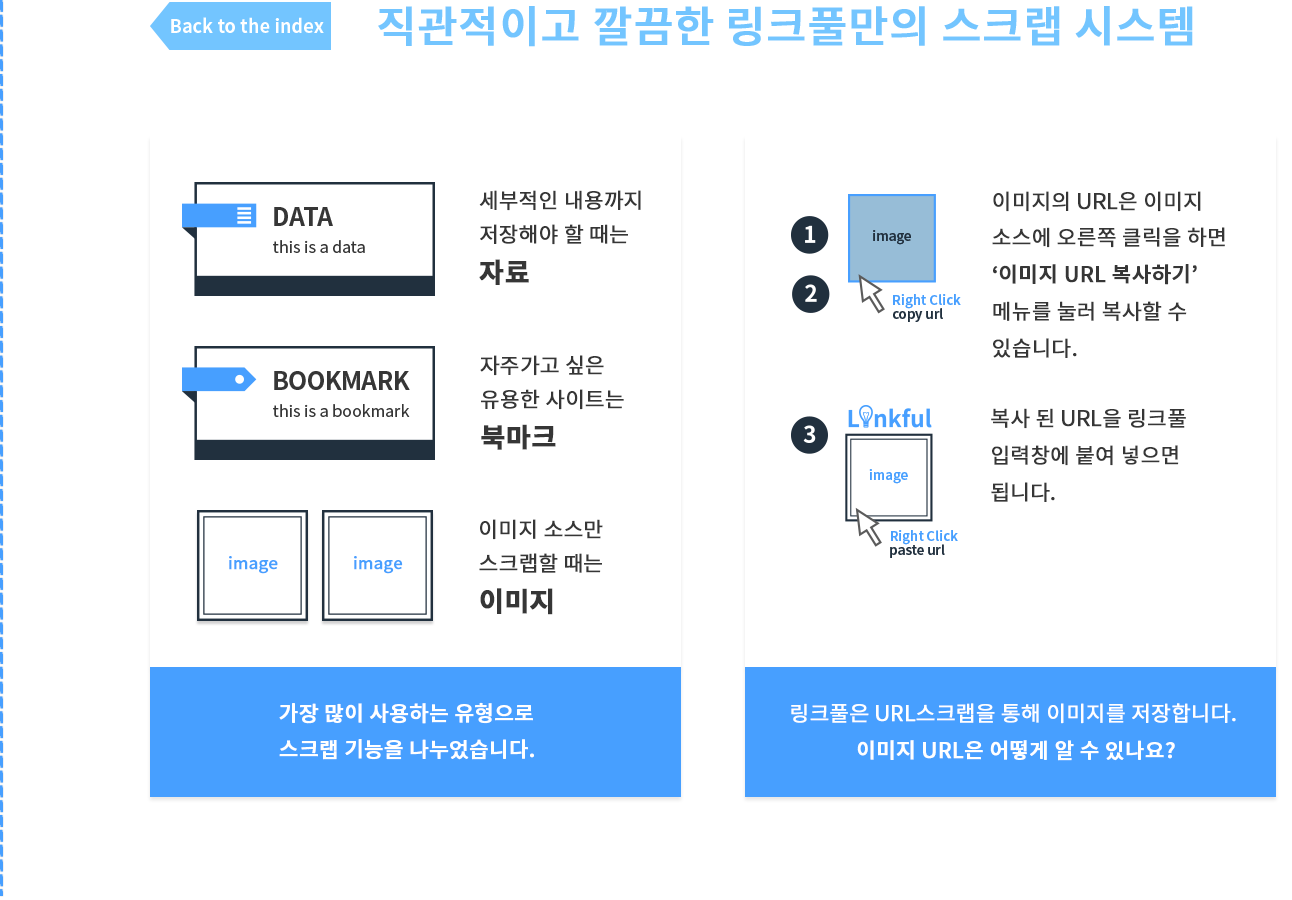 Back to the index
직관적이고 깔끔한 링크풀만의 스크랩 시스템
DATA
this is a data
세부적인 내용까지
저장해야 할 때는
자료
BOOKMARK
this is a bookmark
자주가고 싶은
유용한 사이트는
북마크
image
image
이미지 소스만
스크랩할 때는
이미지
가장 많이 사용하는 유형으로
스크랩 기능을 나누었습니다.
1
2
image
Right Click
copy url
이미지의 URL은 이미지
소스에 오른쪽 클릭을 하면
‘이미지 URL 복사하기’
메뉴를 눌러 복사할 수
있습니다.
3
Linkful
image
Right Click
paste url
복사 된 URL을 링크풀
입력창에 붙여 넣으면
됩니다.
링크풀은 URL스크랩을 통해 이미지를 저장합니다.
이미지 URL은 어떻게 알 수 있나요?